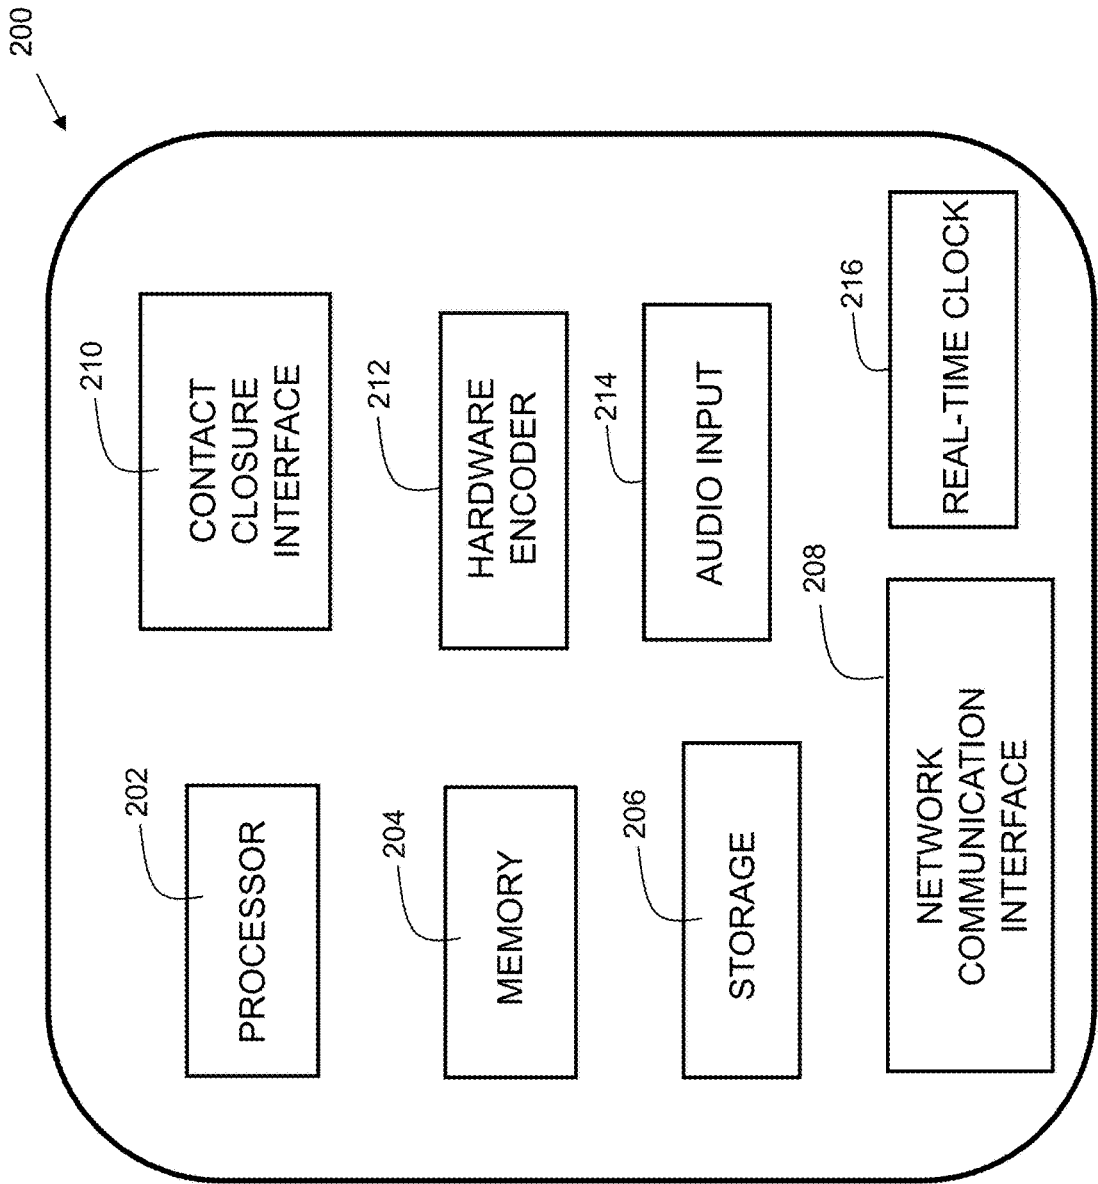 200
202
PROCESSOR
204
MEMORY
206
STORAGE
208
NETWORK
COMMUNICATION
INTERFACE
210
CONTACT
CLOSURE
INTERFACE
212
HARDWARE
ENCODER
214
AUDIO INPUT
216
REAL-TIME CLOCK